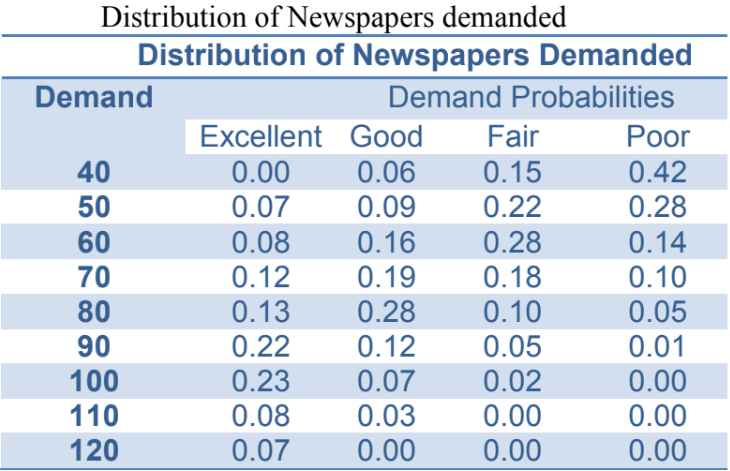 Distribution of Newspapers demanded
Distribution of Newspapers Demanded
Demand Demand Probabilities
Excellent Good Fair Poor
40 0.00 0.06 0.15 0.42
50 0.07 0.09 0.22 0.28
60 0.08 0.16 0.28 0.14
70 0.12 0.19 0.18 0.10
80 0.13 0.28 0.10 0.05
90 0.22 0.12 0.05 0.01
100 0.23 0.07 0.02 0.00
110 0.08 0.03 0.00 0.00
120 0.07 0.00 0.00 0.00